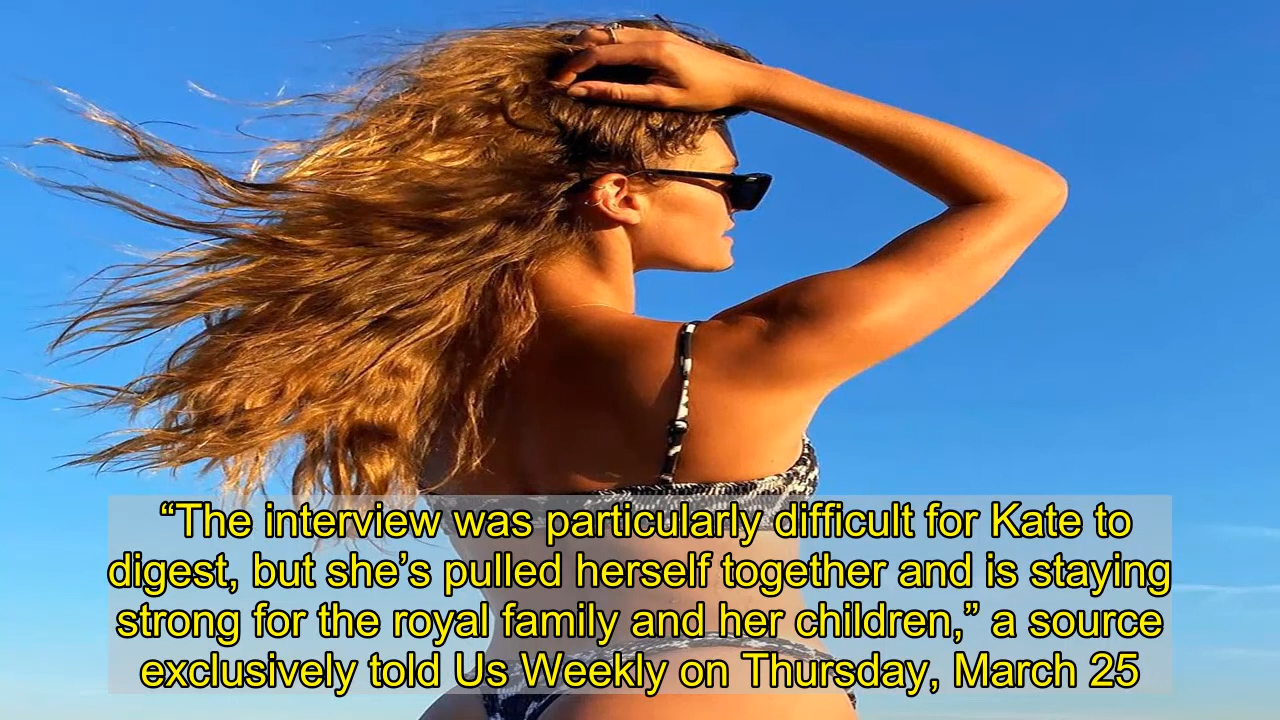 “The interview was particularly difficult for Kate to
digest, but she’s pulled herself together and is staying
strong for the royal family and her children,” a source
exclusively told Us Weekly on Thursday, March 25